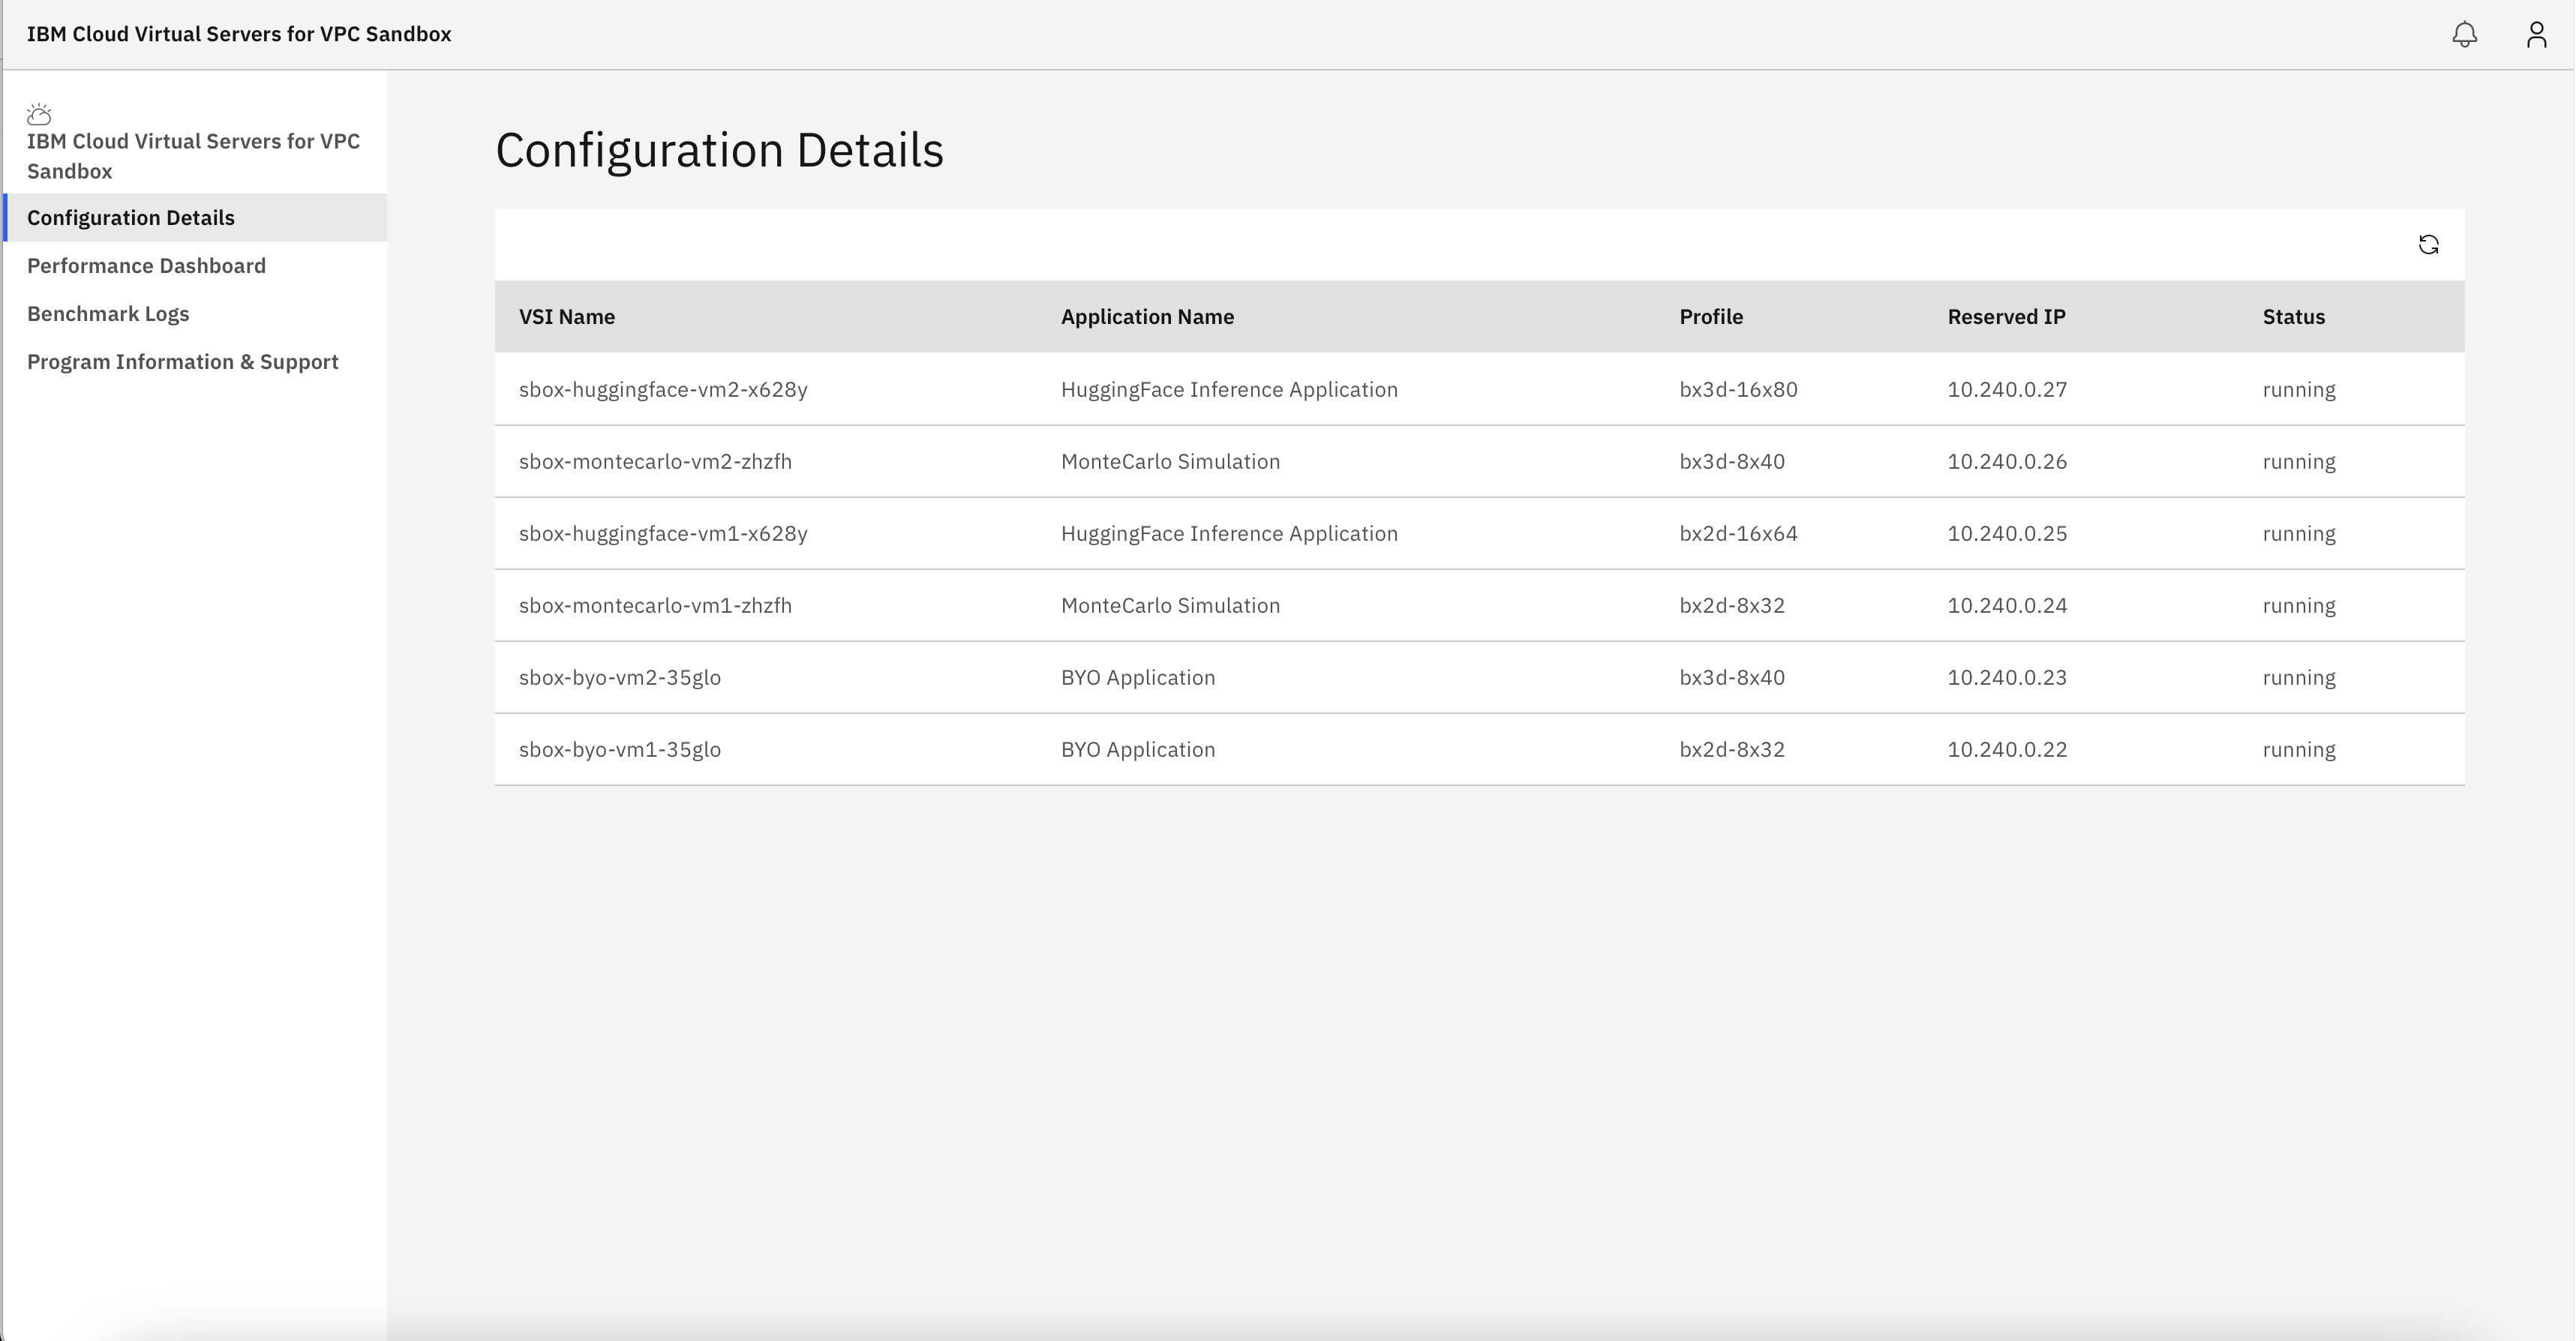 IBM Cloud Virtual Servers for VPC Sandbox
IBM Cloud Virtual Servers for VPC
Sandbox
Configuration Details
Performance Dashboard
Benchmark Logs
Program Information & Support
Configuration Details
VSI Name Application Name Profile Reserved IP Status
sbox-huggingface-vm2-x628y HuggingFace Inference Application bx3d-16x80 10.240.0.27 running
sbox-montecarlo-vm2-zhzfh MonteCarlo Simulation bx3d-8x40 10.240.0.26 running
sbox-huggingface-vm1-x628y HuggingFace Inference Application bx2d-16x64 10.240.0.25 running
sbox-montecarlo-vm1-zhzfh MonteCarlo Simulation bx2d-8x32 10.240.0.24 running
sbox-byo-vm2-35glo BYO Application bx3d-8x40 10.240.0.23 running
sbox-byo-vm1-35glo BYO Application bx2d-8x32 10.240.0.22 running